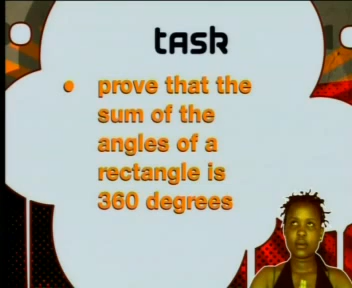 task
• prove that the
sum of the
angles of a
rectangle is
360 degrees